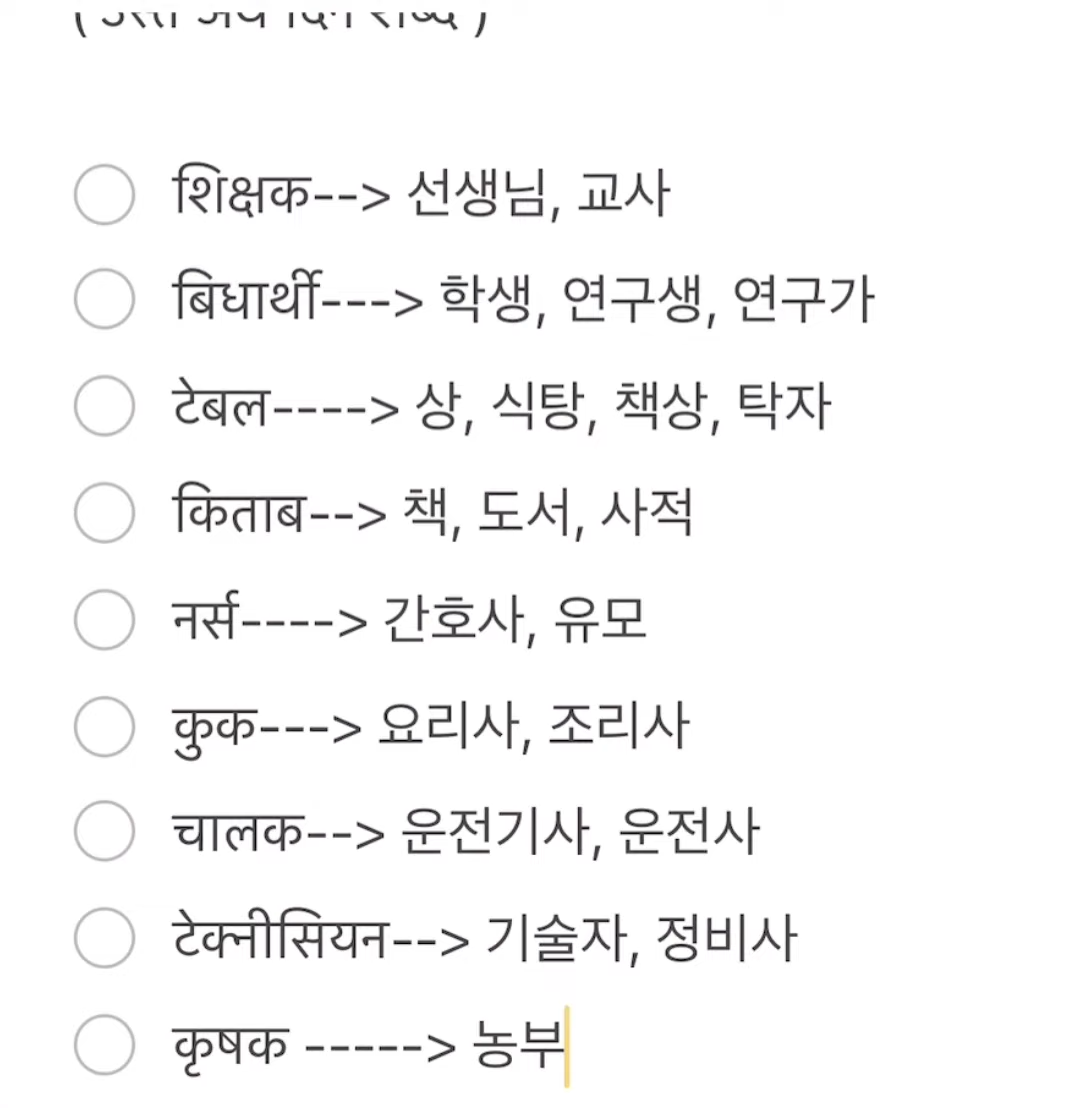 शिक्षक--> 선생님, 교사
बिधार्थी---> 학생, 연구생, 연구가
टेबल----> 상, 식탕, 책상, 탁자
किताब--> 책, 도서, 사적
नर्स----> 간호사, 유모
कुक---> 요리사, 조리사
चालक--> 운전기사, 운전사
टेक्नीसियन--> 기술자, 정비사
कृषक -----> 농부